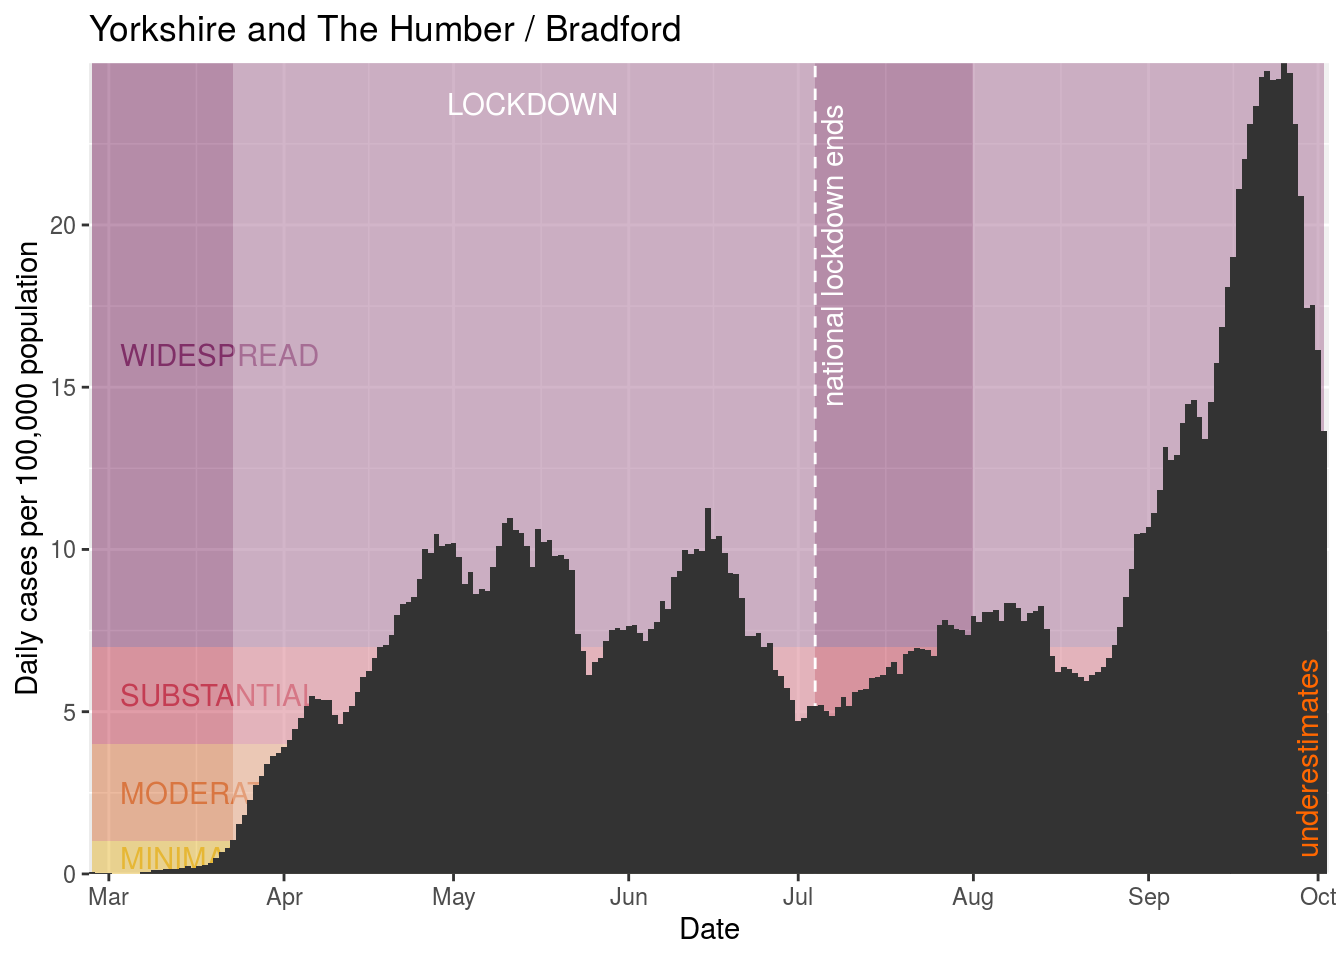 Yorkshire and The Humber / Bradford
LOCKDOWN
national lockdown ends
WIDESPREAD
SUBSTANTIAL
MODERAT
MINIMA
underestimates
Daily cases per 100,000 population
20
15
10
5
0
Mar Apr May Jun Jul Aug Sep Oct
Date